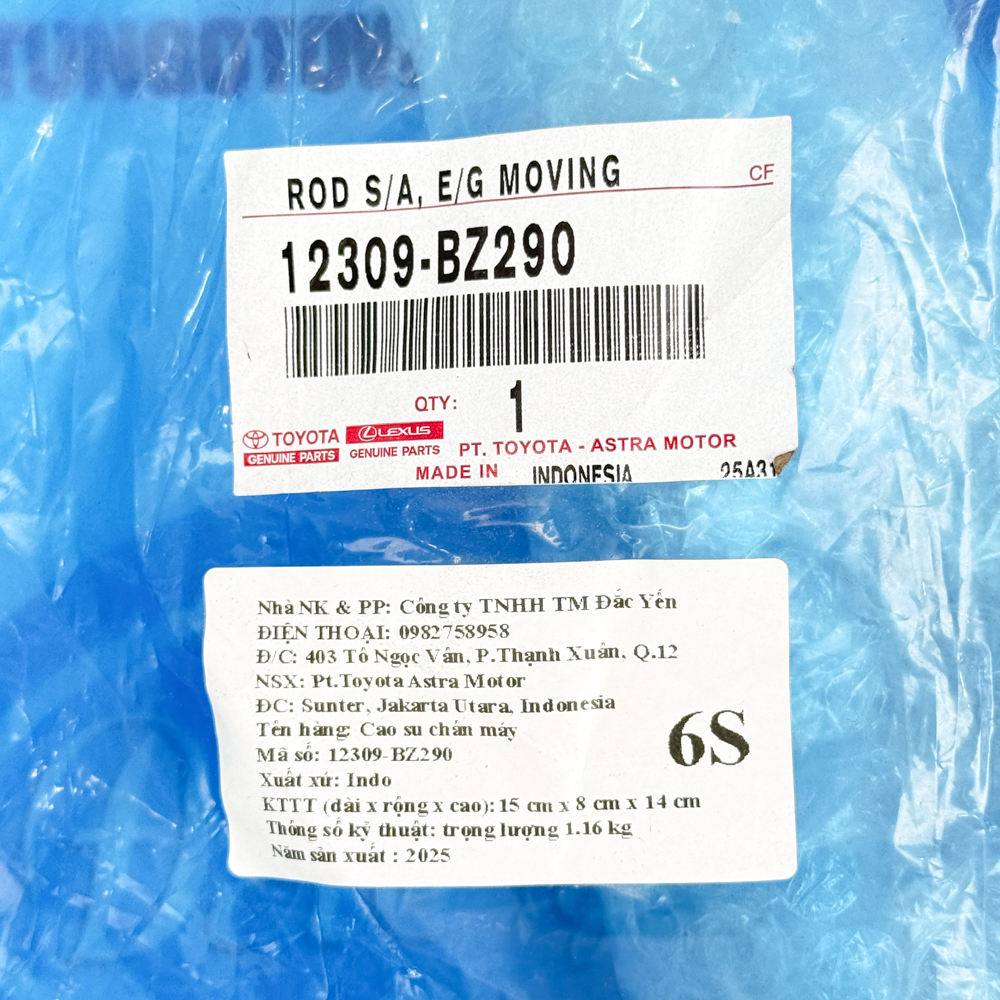 ROD S/A, E/G MOVING
CF
12309-BZ290
QTY: 1
TOYOTA
GENUINE PARTS
LEXUS
GENUINE PARTS
PT. TOYOTA - ASTRA MOTOR
MADE IN INDONESIA 25A31
Nhà NK & PP: Công ty TNHH TM Đắc Yến
ĐIỆN THOẠI: 0982758958
Đ/C: 403 Tô Ngọc Vân, P.Thạnh Xuân, Q.12
NSX: Pt.Toyota Astra Motor
ĐC: Sunter, Jakarta Utara, Indonesia
Tên hàng: Cao su chân máy
Mã số: 12309-BZ290
6S
Xuất xứ: Indo
KTTT (dài x rộng x cao): 15 cm x 8 cm x 14 cm
Thông số kỹ thuật: trọng lượng 1.16 kg
Năm sản xuất : 2025